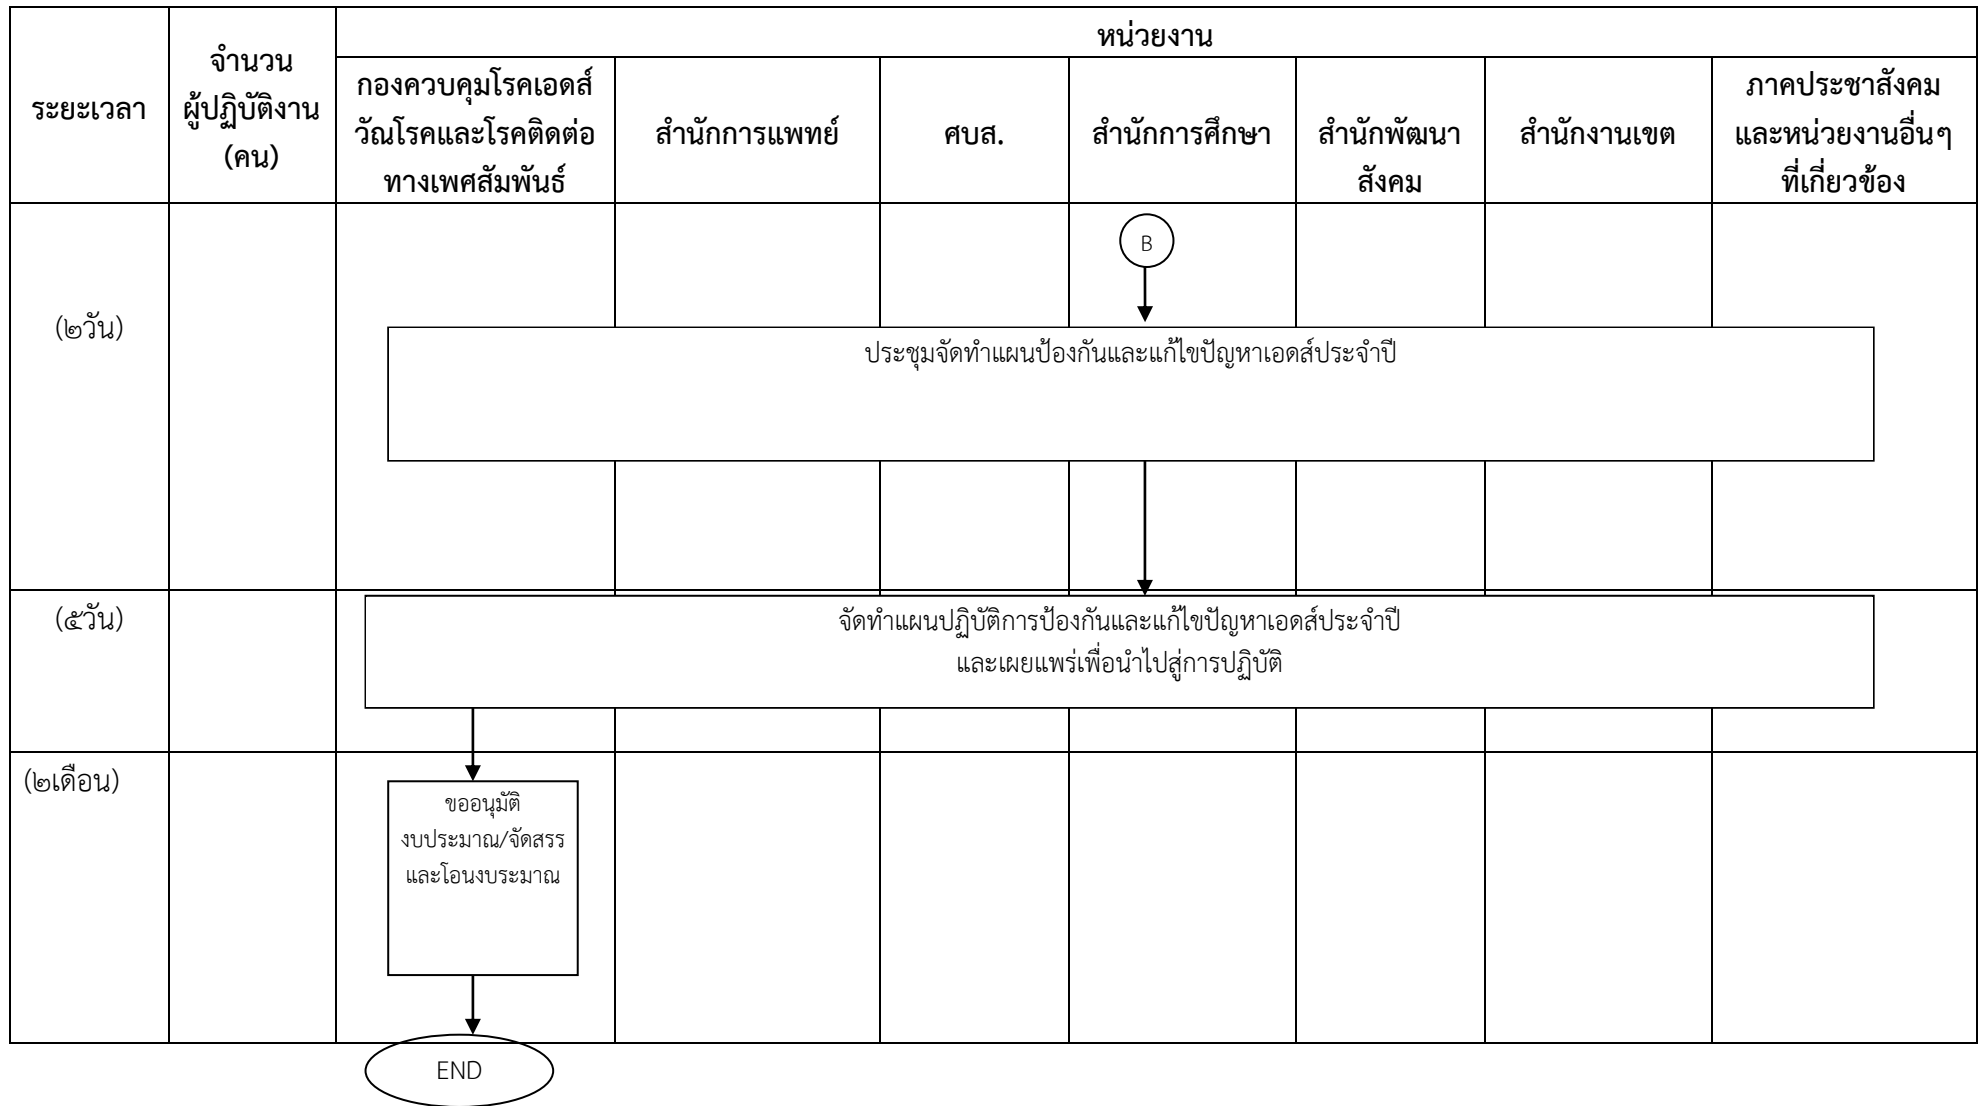 หน่วยงาน
ระยะเวลา
จำนวน
ผู้ปฏิบัติงาน
(คน)
กองควบคุมโรคเอดส์
วัณโรคและโรคติดต่อ
ทางเพศสัมพันธ์
สำนักการแพทย์
ศบส.
สำนักการศึกษา
สำนักพัฒนา
สังคม
สำนักงานเขต
ภาคประชาสังคม
และหน่วยงานอื่นๆ
ที่เกี่ยวข้อง
B
(๒วัน)
ประชุมจัดทำแผนป้องกันและแก้ไขปัญหาเอดส์ประจำปี
(๕วัน)
จัดทำแผนปฏิบัติการป้องกันและแก้ไขปัญหาเอดส์ประจำปี
และเผยแพร่เพื่อนำไปสู่การปฏิบัติ
(๒เดือน)
ขออนุมัติ
งบประมาณ/จัดสรร
และโอนงบระมาณ
END